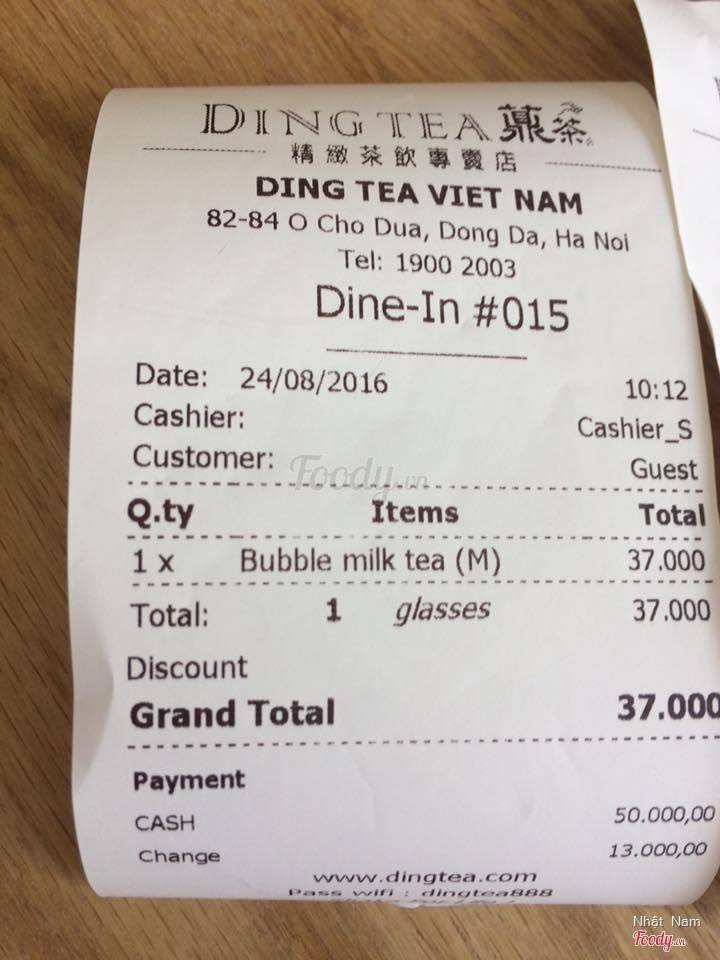 DING TEA 薡茶
精緻茶飲專賣店
DING TEA VIET NAM
82-84 O Cho Dua, Dong Da, Ha Noi
Tel: 1900 2003
Dine-In #015
Date: 24/08/2016 10:12
Cashier: Cashier_S
Customer: Guest
Foody.vn
Q.ty Items Total
1 x Bubble milk tea (M) 37.000
Total: 1 glasses 37.000
Discount
Grand Total 37.000
Payment
CASH 50.000,00
Change 13.000,00
www.dingtea.com
Pass wifi : dingtea888
Nhật Nam
Foody.vn